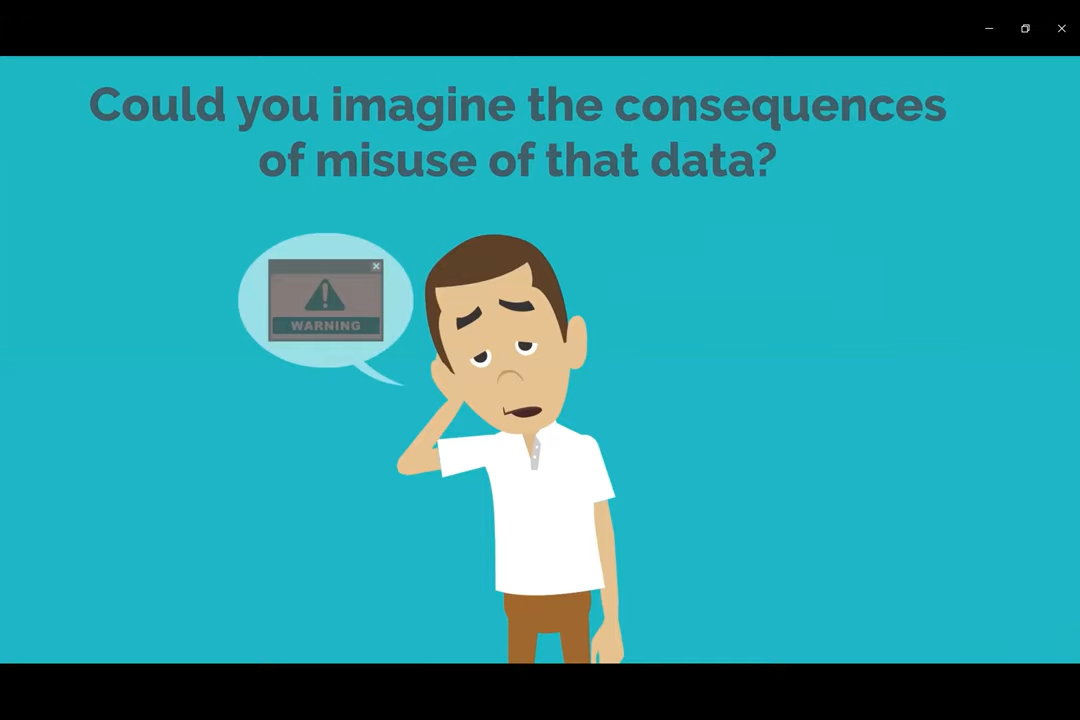 Could you imagine the consequences
of misuse of that data?
WARNING